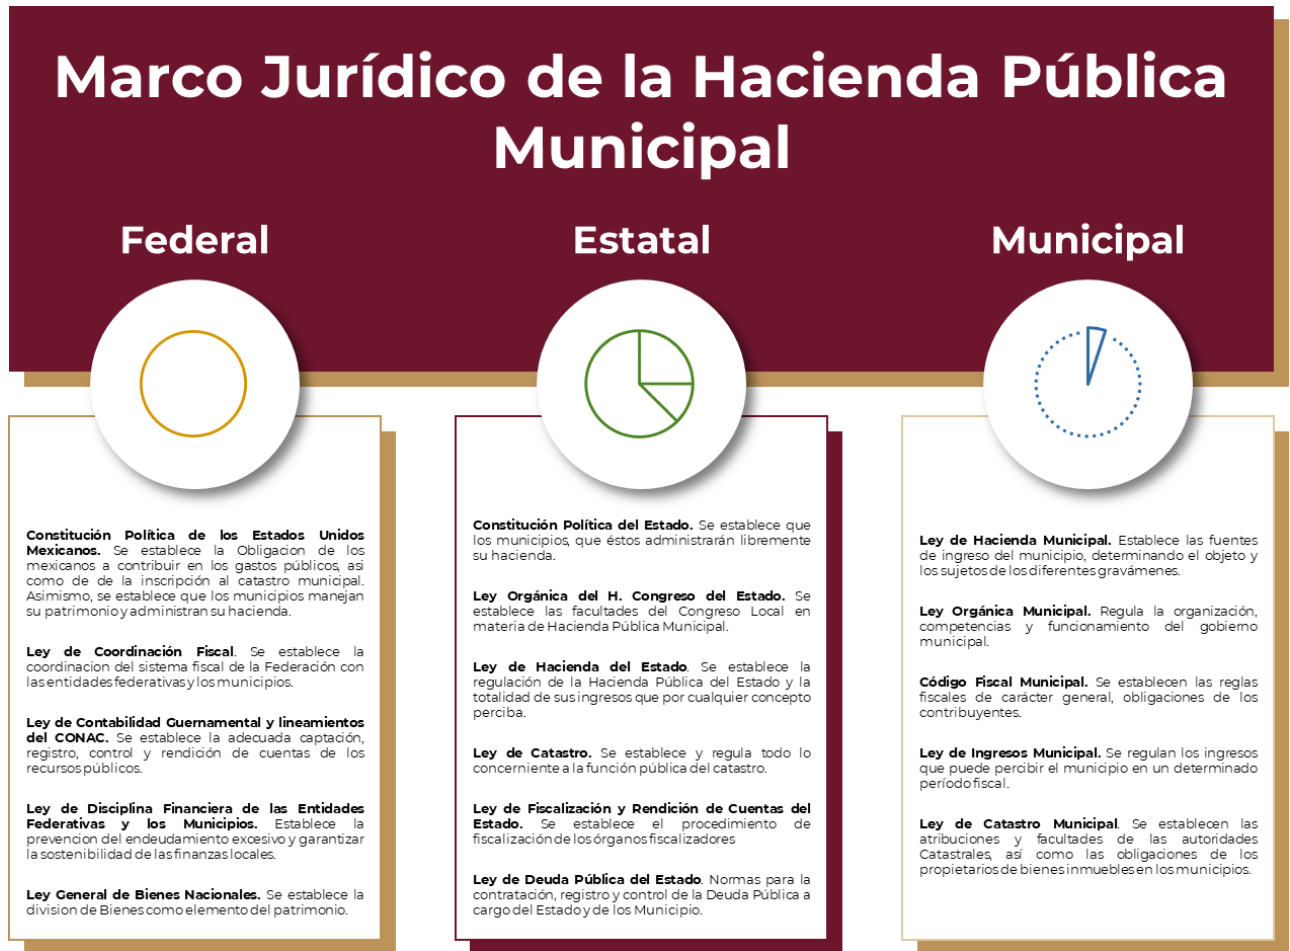 Marco Jurídico de la Hacienda Pública
Municipal
Federal
Estatal
Municipal
Constitución Política de los Estados Unidos
Mexicanos. Se establece la Obligacion de los
mexicanos a contribuir en los gastos públicos, asi
como de de la inscripción al catastro municipal.
Asimismo, se establece que los municipios manejan
su patrimonio y administran su hacienda.
Ley de Coordinación Fiscal. Se establece la
coordinacion del sistema fiscal de la Federación con
las entidades federativas y los municipios.
Ley de Contabilidad Guernamental y lineamientos
del CONAC. Se establece la adecuada captación,
registro, control y rendición de cuentas de los
recursos públicos.
Ley de Disciplina Financiera de las Entidades
Federativas y los Municipios. Establece la
prevencion del endeudamiento excesivo y garantizar
la sostenibilidad de las finanzas locales.
Ley General de Bienes Nacionales. Se establece la
division de Bienes como elemento del patrimonio.
Constitución Política del Estado. Se establece que
los municipios, que éstos administrarán libremente
su hacienda.
Ley Orgánica del H. Congreso del Estado. Se
establece las facultades del Congreso Local en
materia de Hacienda Pública Municipal.
Ley de Hacienda del Estado. Se establece la
regulación de la Hacienda Pública del Estado y la
totalidad de sus ingresos que por cualquier concepto
perciba.
Ley de Catastro. Se establece y regula todo lo
concerniente a la función pública del catastro.
Ley de Fiscalización y Rendición de Cuentas del
Estado. Se establece el procedimiento de
fiscalización de los órganos fiscalizadores
Ley de Deuda Pública del Estado. Normas para la
contratación, registro y control de la Deuda Pública a
cargo del Estado y de los Municipio.
Ley de Hacienda Municipal. Establece las fuentes
de ingreso del municipio, determinando el objeto y
los sujetos de los diferentes gravámenes.
Ley Orgánica Municipal. Regula la organización,
competencias y funcionamiento del gobierno
municipal.
Código Fiscal Municipal. Se establecen las reglas
fiscales de carácter general, obligaciones de los
contribuyentes.
Ley de Ingresos Municipal. Se regulan los ingresos
que puede percibir el municipio en un determinado
período fiscal.
Ley de Catastro Municipal. Se establecen las
atribuciones y facultades de las autoridades
Catastrales, así como las obligaciones de los
propietarios de bienes inmuebles en los municipios.